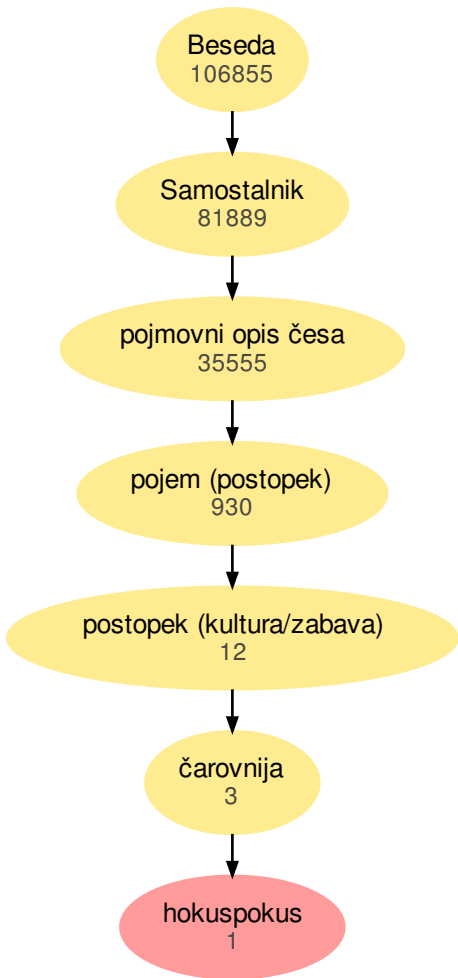 Beseda
106855
Samostalnik
81889
pojmovni opis česa
35555
pojem (postopek)
930
postopek (kultura/zabava)
12
čarovnija
3
hokuspokus
1